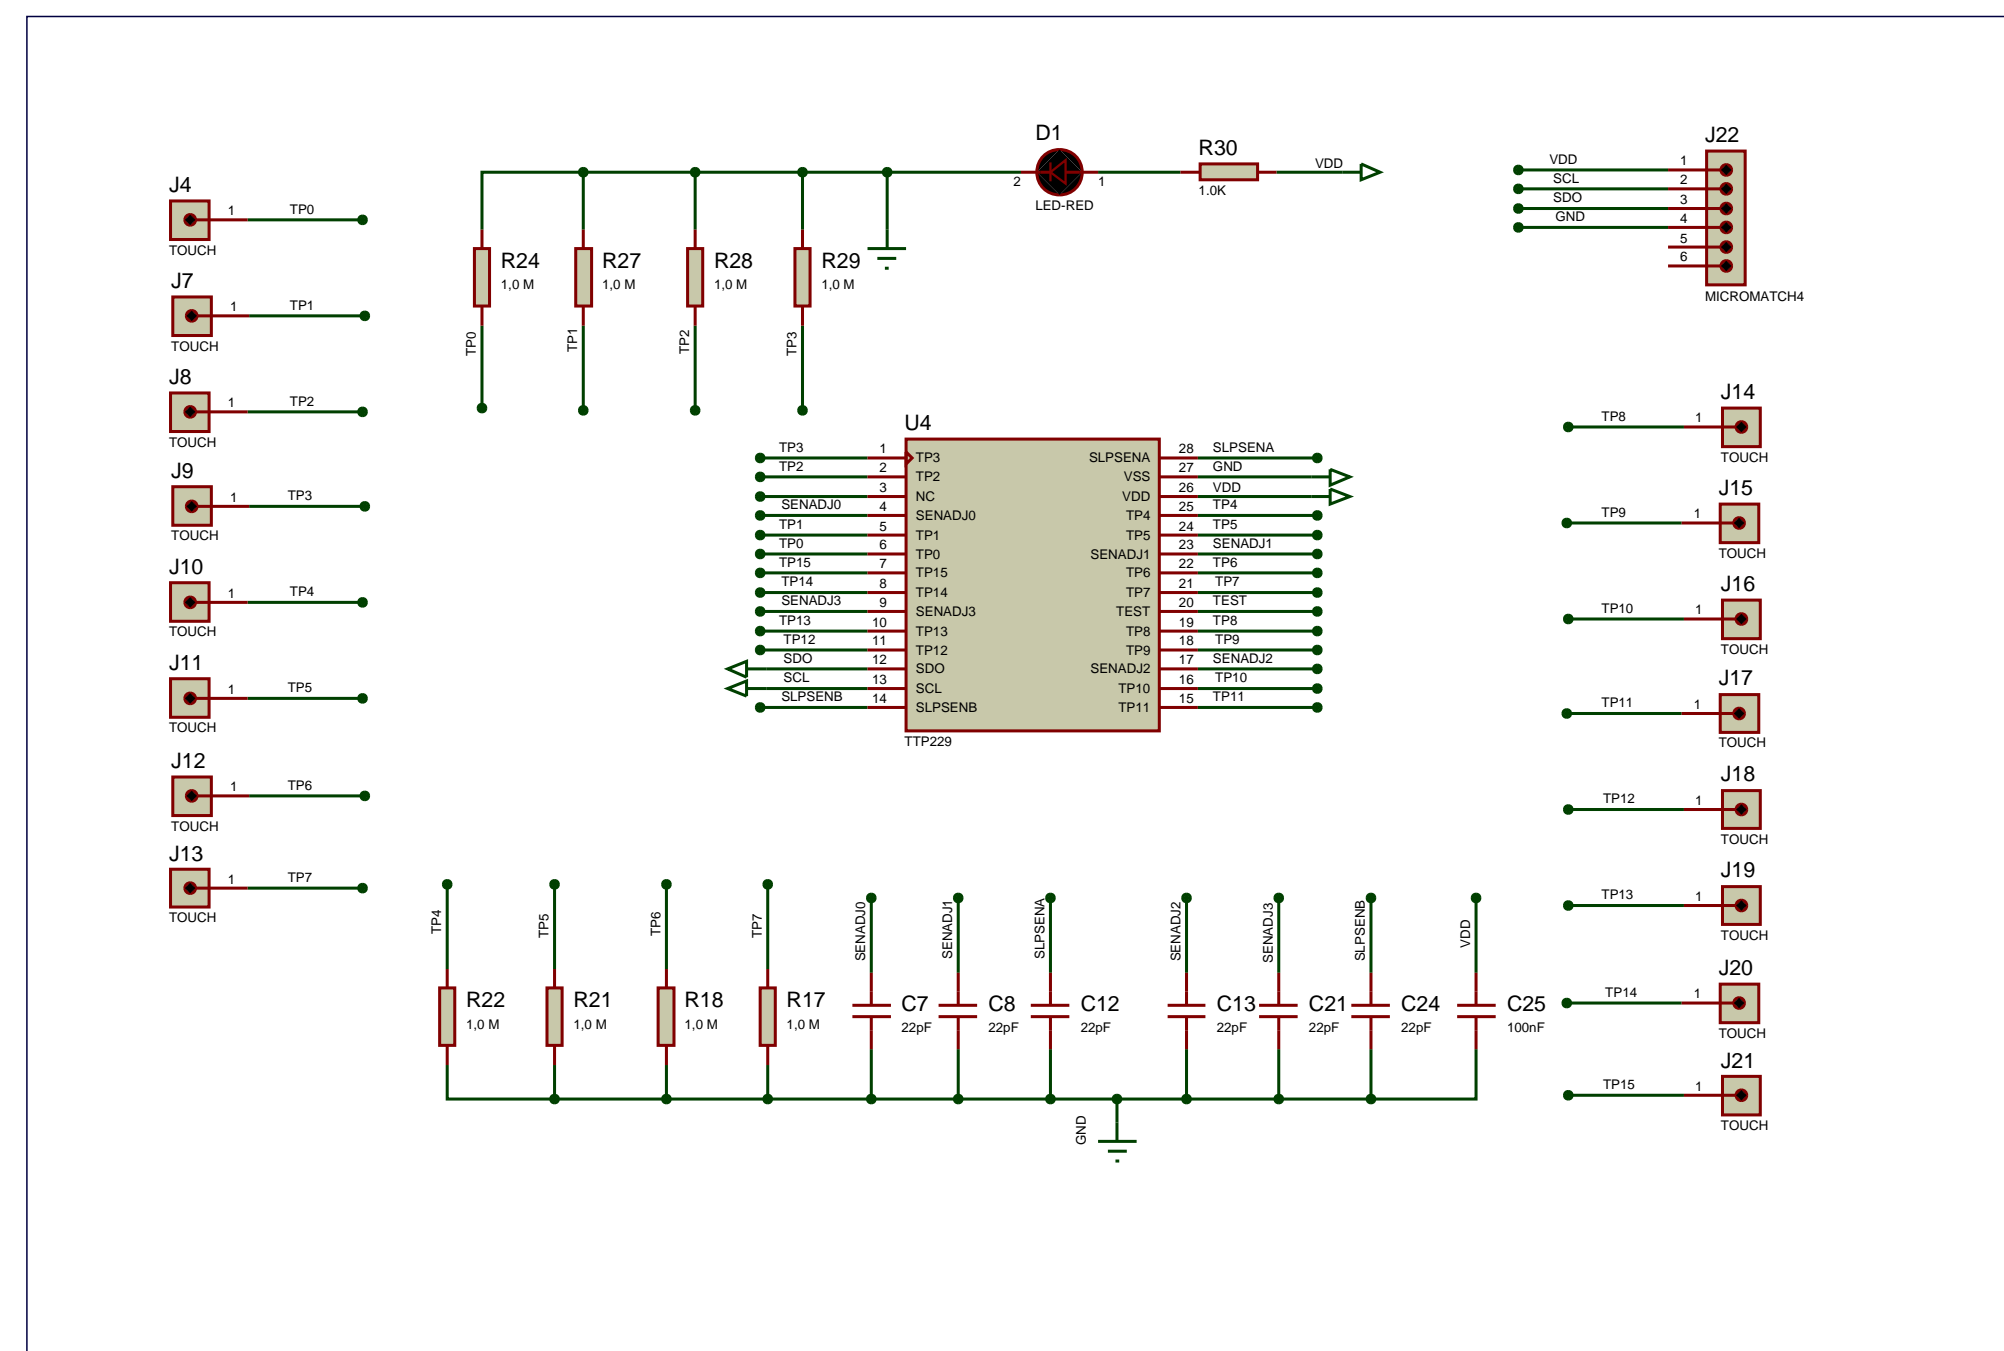 D1
2
1
LED-RED
R30
1.0K
VDD
J22
VDD 1
SCL 2
SDO 3
GND 4
5
6
MICROMATCH4
J4
1 TP0
TOUCH
J7
1 TP1
TOUCH
J8
1 TP2
TOUCH
J9
1 TP3
TOUCH
J10
1 TP4
TOUCH
J11
1 TP5
TOUCH
J12
1 TP6
TOUCH
J13
1 TP7
TOUCH
R24
1,0 M
TP0
R27
1,0 M
TP1
R28
1,0 M
TP2
R29
1,0 M
TP3
U4
TP3 1 TP3
TP2 2 TP2
3 NC
SENADJ0 4 SENADJ0
TP1 5 TP1
TP0 6 TP0
TP15 7 TP15
TP14 8 TP14
SENADJ3 9 SENADJ3
TP13 10 TP13
TP12 11 TP12
SDO 12 SDO
SCL 13 SCL
SLPSENB 14 SLPSENB
SLPSENA 28 SLPSENA
VSS 27 GND
VDD 26 VDD
TP4 25 TP4
TP5 24 TP5
SENADJ1 23 SENADJ1
TP6 22 TP6
TP7 21 TP7
TEST 20 TEST
TP8 19 TP8
TP9 18 TP9
SENADJ2 17 SENADJ2
TP10 16 TP10
TP11 15 TP11
TTP229
J14
TP8 1
TOUCH
J15
TP9 1
TOUCH
J16
TP10 1
TOUCH
J17
TP11 1
TOUCH
J18
TP12 1
TOUCH
J19
TP13 1
TOUCH
J20
TP14 1
TOUCH
J21
TP15 1
TOUCH
TP4
R22
1,0 M
TP5
R21
1,0 M
TP6
R18
1,0 M
TP7
R17
1,0 M
SENADJ0
C7
22pF
SENADJ1
C8
22pF
SLPSENA
C12
22pF
SENADJ2
C13
22pF
SENADJ3
C21
22pF
SLPSENB
C24
22pF
VDD
C25
100nF
GND